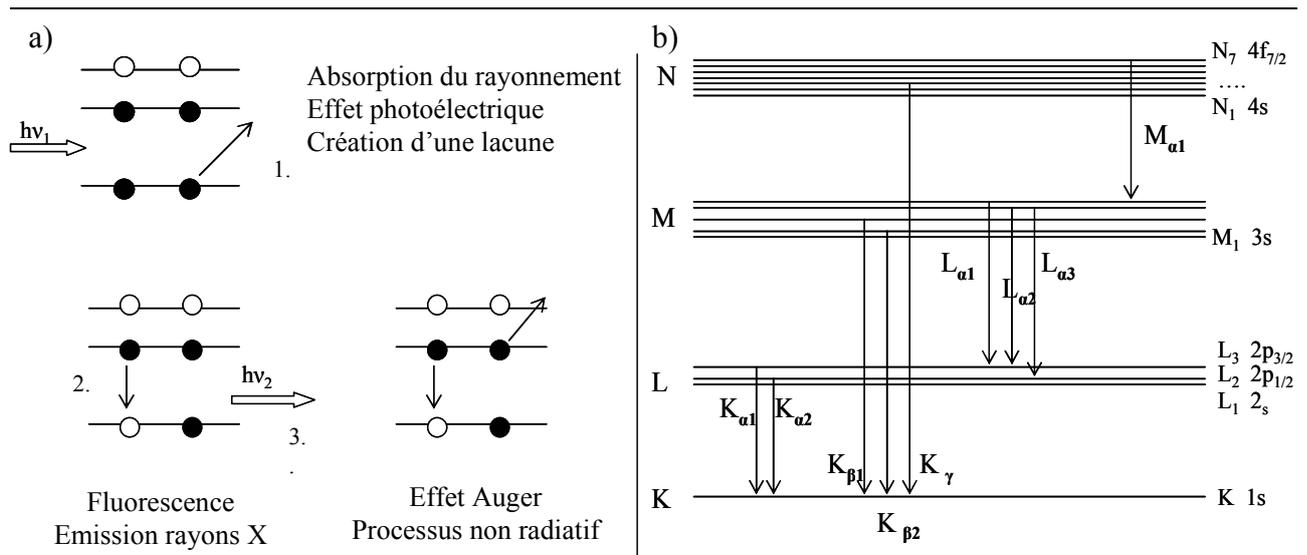 a)
Absorption du rayonnement
Effet photoélectrique
Création d’une lacune
hν1
1.
2.
hν2
3.
.
Fluorescence
Emission rayons X
Effet Auger
Processus non radiatif
b)
N
N7 4f7/2
....
N1 4s
Mα1
M
M1 3s
Lα1
Lα2
Lα3
L
L3 2p3/2
L2 2p1/2
L1 2s
Kα1
Kα2
Kβ1
Kγ
K
K 1s
Kβ2